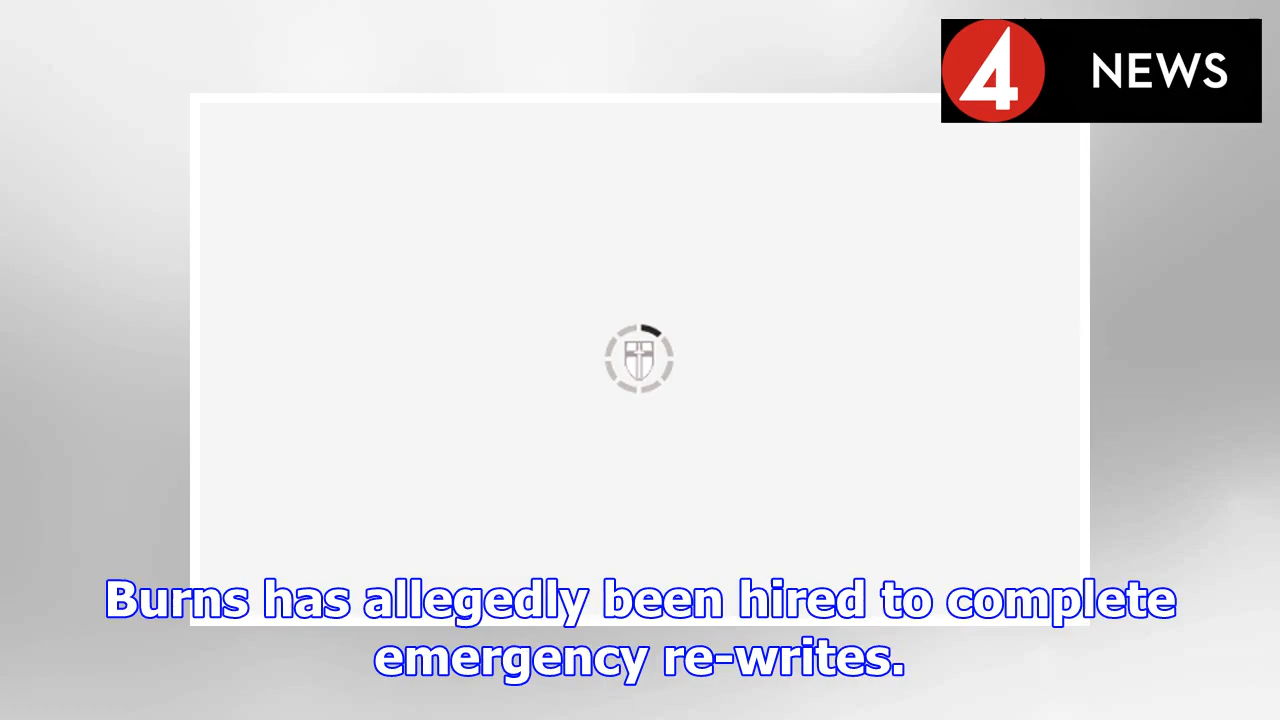 4 NEWS
Burns has allegedly been hired to complete
emergency re-writes.